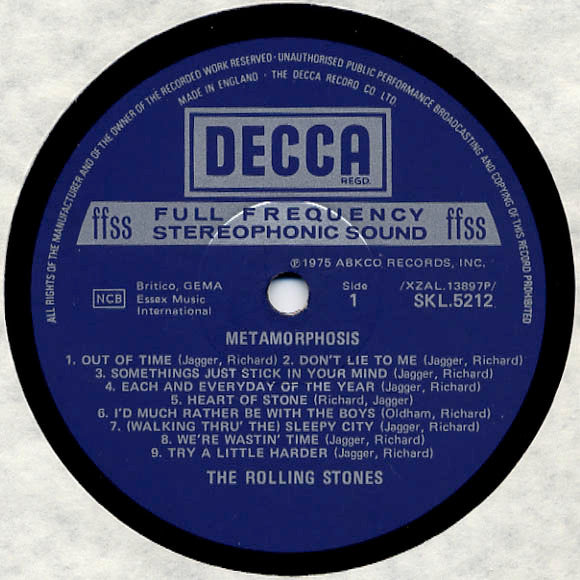 ALL RIGHTS OF THE MANUFACTURER AND OF THE OWNER OF THE RECORDED WORK RESERVED · UNAUTHORISED PUBLIC PERFORMANCE BROADCASTING AND COPYING OF THIS RECORD PROHIBITED
MADE IN ENGLAND · THE DECCA RECORD CO LTD.
DECCA
REGD.
ffss FULL FREQUENCY STEREOPHONIC SOUND ffss
℗ 1975 ABKCO RECORDS, INC.
NCB
Britico, GEMA
Essex Music
International
Side
1
/XZAL.13897P/
SKL.5212
METAMORPHOSIS
1. OUT OF TIME (Jagger, Richard) 2. DON'T LIE TO ME (Jagger, Richard)
3. SOMETHINGS JUST STICK IN YOUR MIND (Jagger, Richard)
4. EACH AND EVERYDAY OF THE YEAR (Jagger, Richard)
5. HEART OF STONE (Richard, Jagger)
6. I'D MUCH RATHER BE WITH THE BOYS (Oldham, Richard)
7. (WALKING THRU' THE) SLEEPY CITY (Jagger, Richard)
8. WE'RE WASTIN' TIME (Jagger, Richard)
9. TRY A LITTLE HARDER (Jagger, Richard)
THE ROLLING STONES